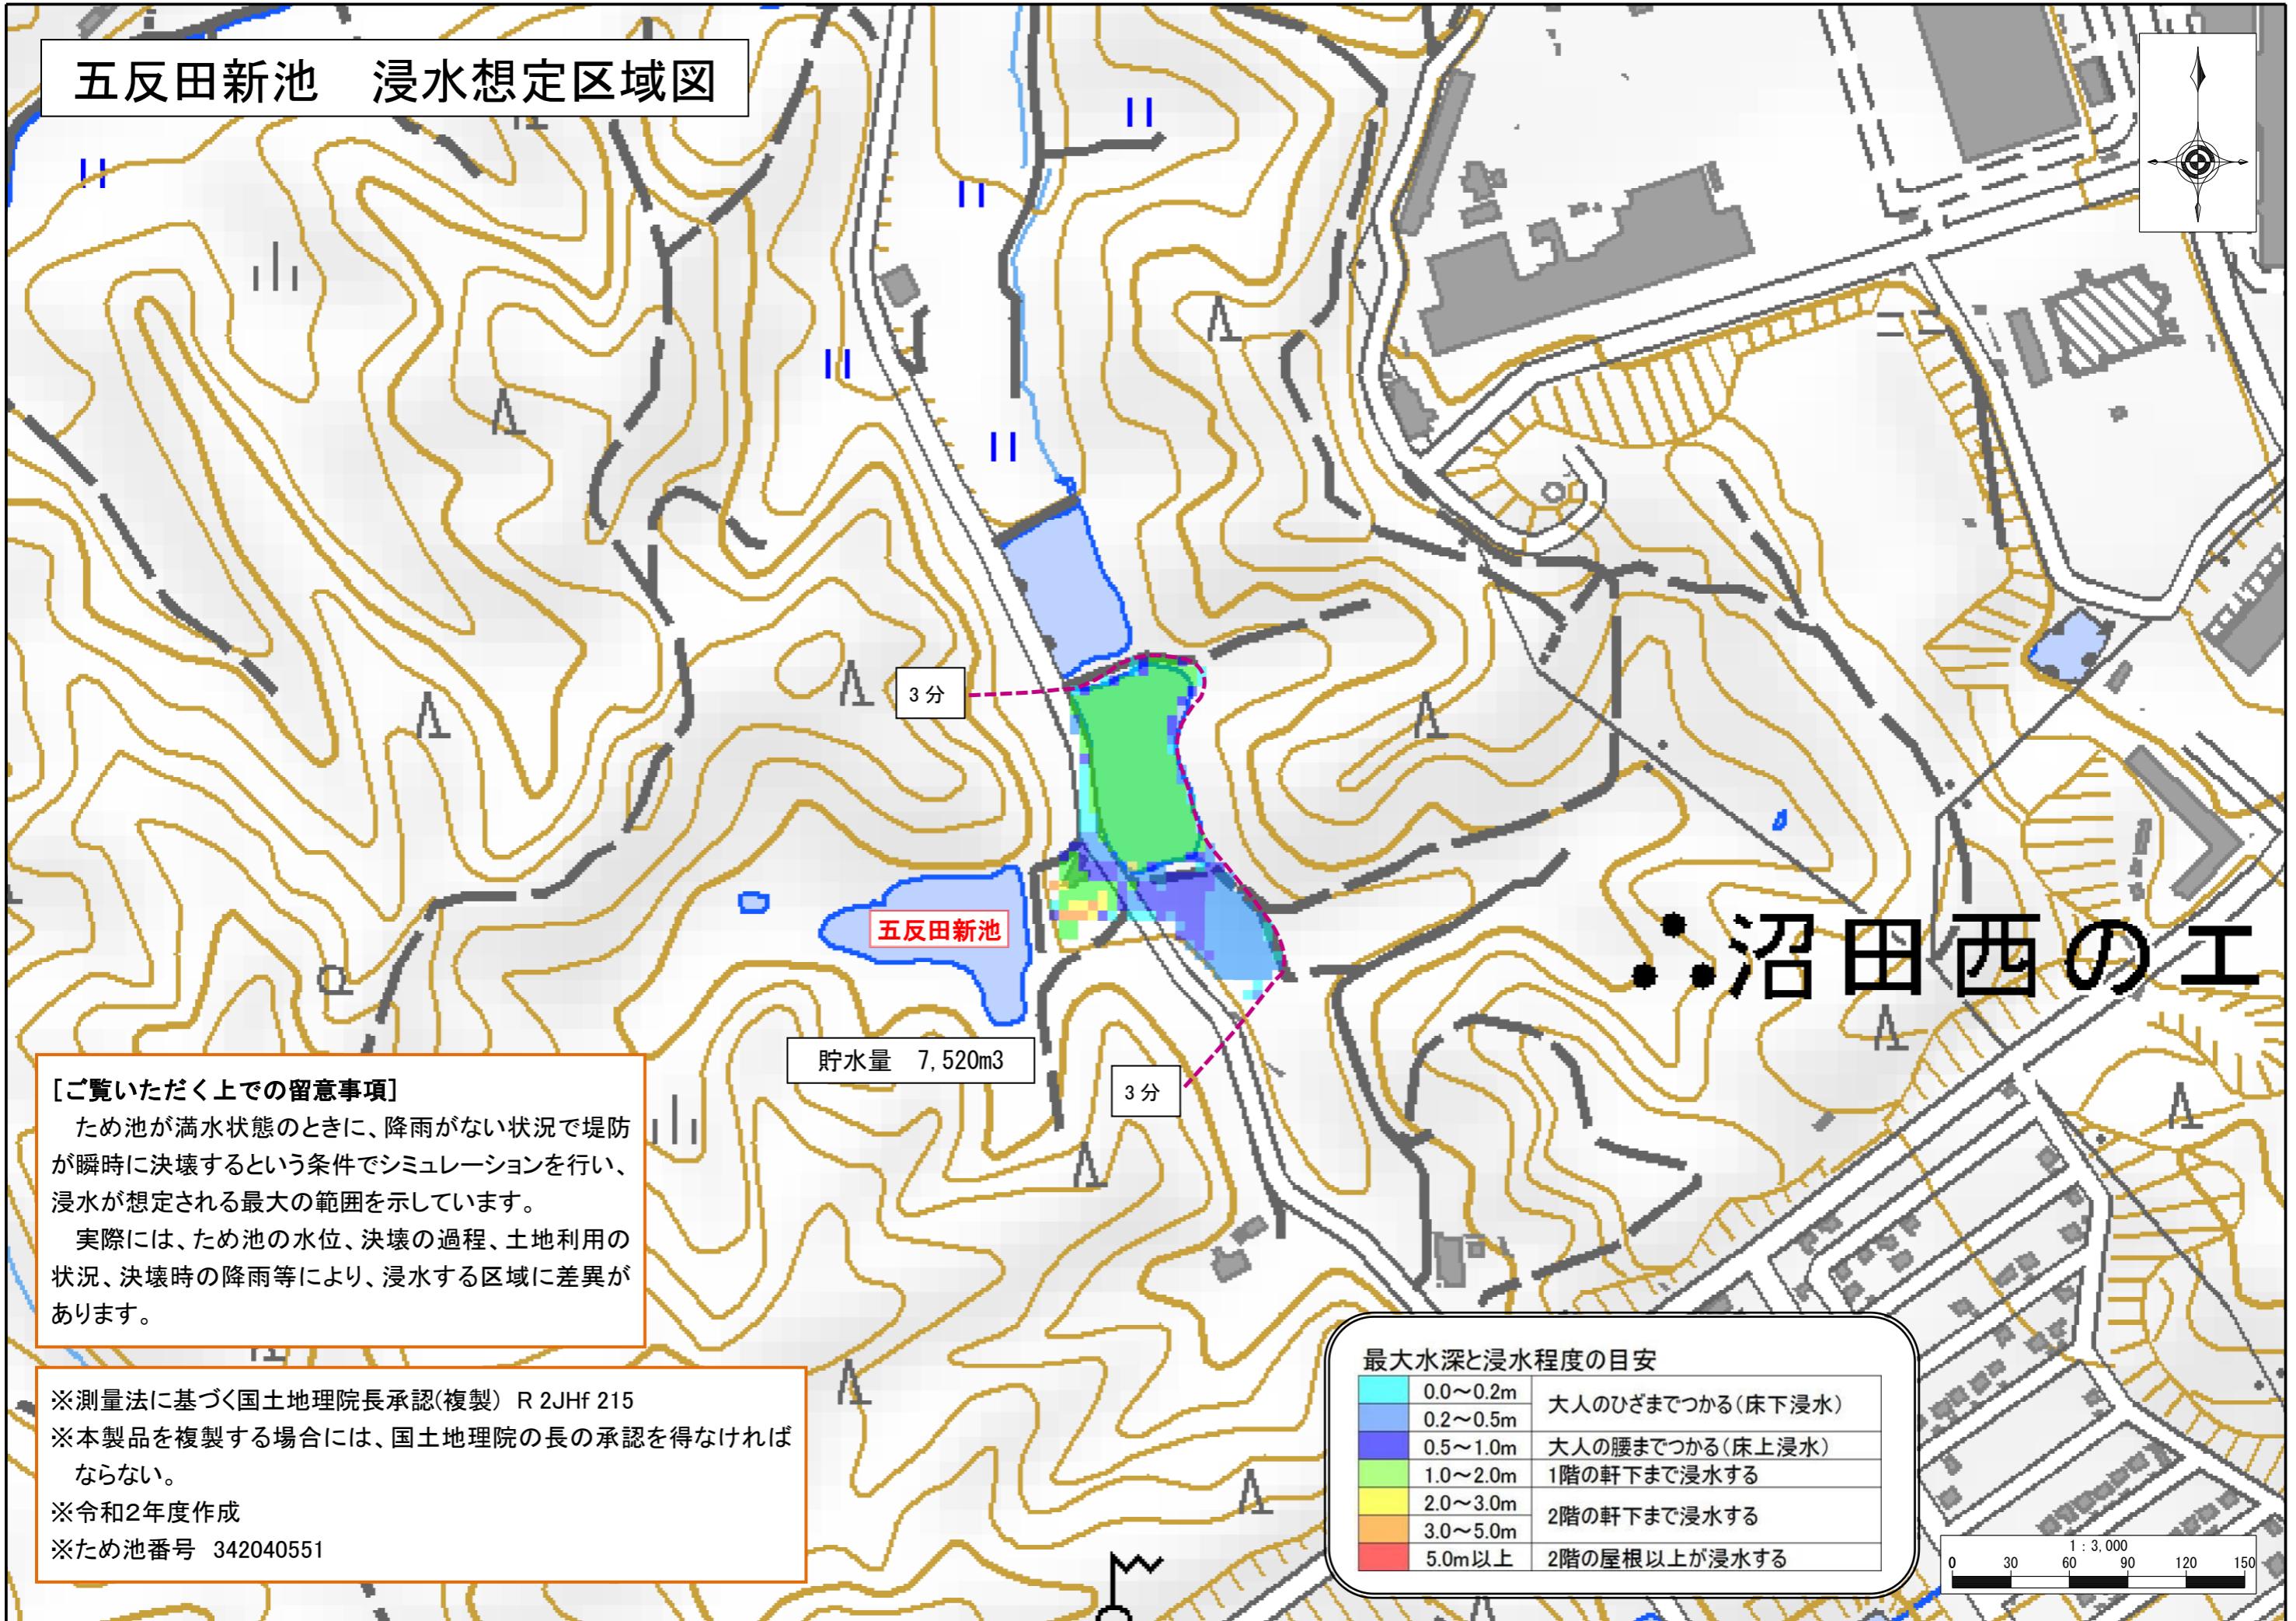 五反田新池　浸水想定区域図
3分
五反田新池
沼田西のエ
貯水量　7,520m3
3分
[ご覧いただく上での留意事項]
ため池が満水状態のときに、降雨がない状況で堤防
が瞬時に決壊するという条件でシミュレーションを行い、
浸水が想定される最大の範囲を示しています。
実際には、ため池の水位、決壊の過程、土地利用の
状況、決壊時の降雨等により、浸水する区域に差異が
あります。
※測量法に基づく国土地理院長承認(複製) R 2JHf 215
※本製品を複製する場合には、国土地理院の長の承認を得なければ
ならない。
※令和2年度作成
※ため池番号 342040551
最大水深と浸水程度の目安
0.0～0.2m
大人のひざまでつかる(床下浸水)
0.2～0.5m
0.5～1.0m 大人の腰までつかる(床上浸水)
1.0～2.0m 1階の軒下まで浸水する
2.0～3.0m
2階の軒下まで浸水する
3.0～5.0m
5.0m以上 2階の屋根以上が浸水する
1:3,000
0 30 60 90 120 150